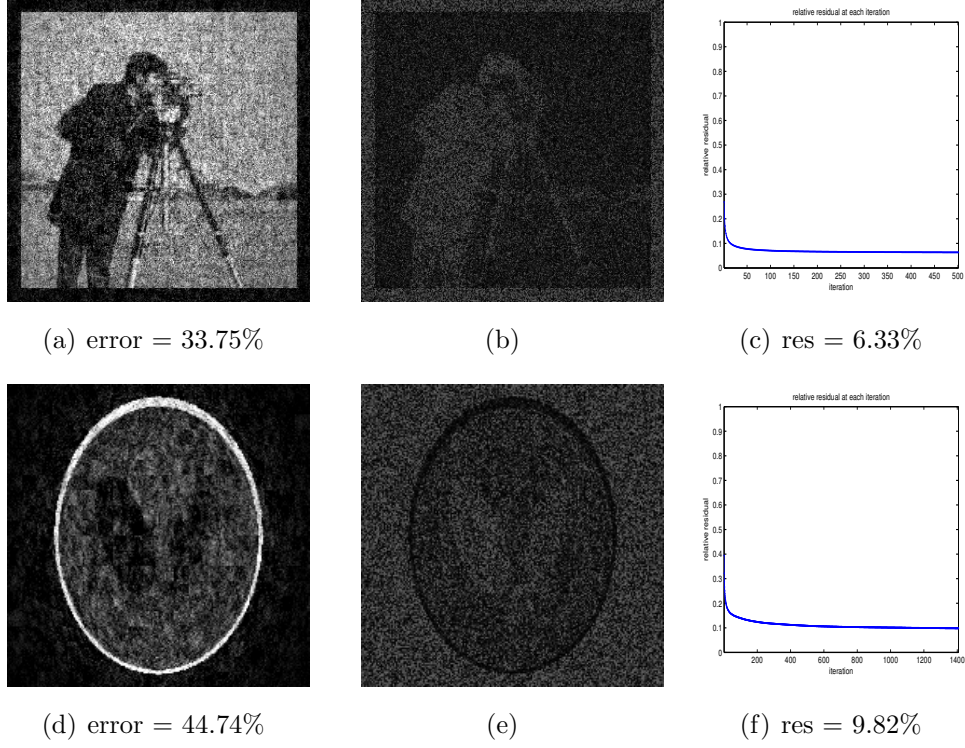 relative residual at each iteration
1
0.9
0.8
0.7
0.6
0.5
0.4
0.3
0.2
0.1
0
relative residual
50 100 150 200 250 300 350 400 450 500
iteration
(a) error = 33.75%
(b)
(c) res = 6.33%
relative residual at each iteration
1
0.9
0.8
0.7
0.6
0.5
0.4
0.3
0.2
0.1
0
relative residual
200 400 600 800 1000 1200 1400
iteration
(d) error = 44.74%
(e)
(f) res = 9.82%